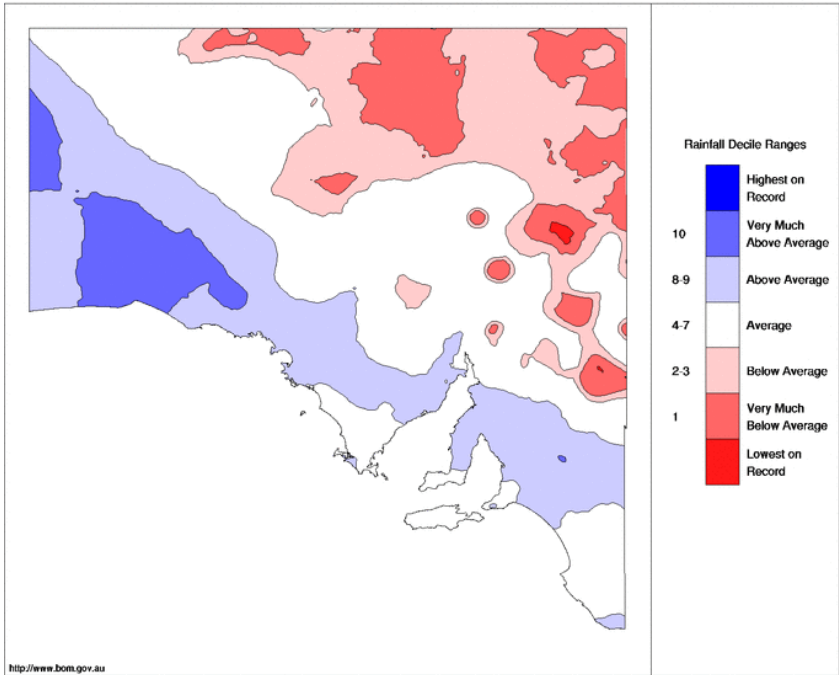 Rainfall Decile Ranges
Highest on
Record
10
Very Much
Above Average
8-9
Above Average
4-7
Average
2-3
Below Average
1
Very Much
Below Average
Lowest on
Record
http://www.bom.gov.au